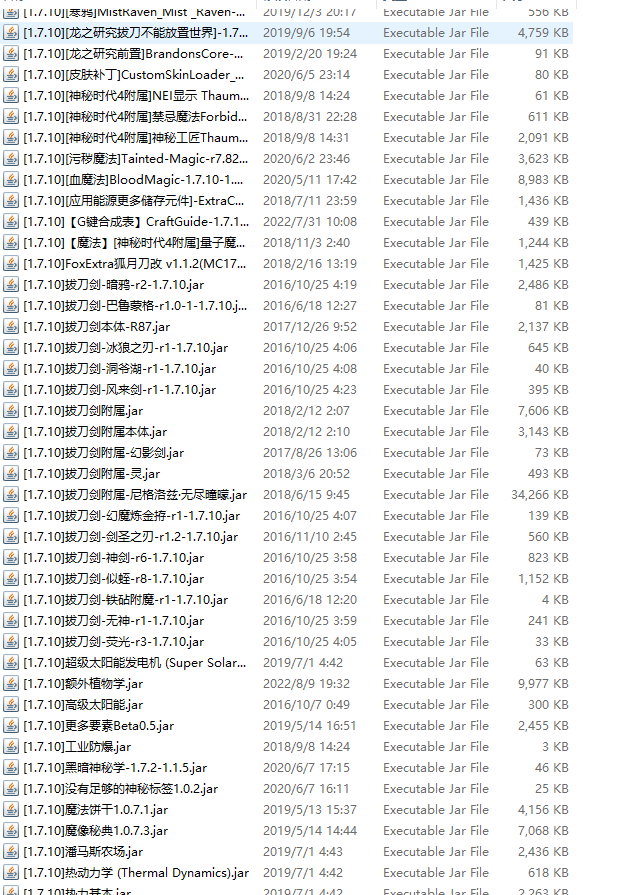 [1.7.10][寒鸦]MistRaven_Mist _Raven-... 2019/12/3 20:17 Executable Jar File 556 KB
[1.7.10][龙之研究拔刀不能放置世界]-1.7... 2019/9/6 19:54 Executable Jar File 4,759 KB
[1.7.10][龙之研究前置]BrandonsCore-... 2019/2/20 19:24 Executable Jar File 91 KB
[1.7.10][皮肤补丁]CustomSkinLoader_... 2020/6/5 23:14 Executable Jar File 80 KB
[1.7.10][神秘时代4附属]NEI显示 Thaum... 2018/9/8 14:24 Executable Jar File 61 KB
[1.7.10][神秘时代4附属]禁忌魔法Forbid... 2018/8/31 22:28 Executable Jar File 611 KB
[1.7.10][神秘时代4附属]神秘工匠Thaum... 2018/9/8 14:31 Executable Jar File 2,091 KB
[1.7.10][污秽魔法]Tainted-Magic-r7.82... 2020/6/2 23:46 Executable Jar File 3,623 KB
[1.7.10][血魔法]BloodMagic-1.7.10-1.... 2020/5/11 17:42 Executable Jar File 8,983 KB
[1.7.10][应用能源更多储存元件]-ExtraC... 2018/7/11 23:59 Executable Jar File 1,436 KB
[1.7.10]【G键合成表】CraftGuide-1.7.1... 2022/7/31 10:08 Executable Jar File 439 KB
[1.7.10]【魔法】[神秘时代4附属]量子魔... 2018/11/3 2:40 Executable Jar File 1,244 KB
[1.7.10]FoxExtra狐月刀改 v1.1.2(MC17... 2018/2/16 13:19 Executable Jar File 1,425 KB
[1.7.10]拔刀剑-暗鸦-r2-1.7.10.jar 2016/10/25 4:19 Executable Jar File 2,486 KB
[1.7.10]拔刀剑-巴鲁蒙格-r1.0-1-1.7.10.j... 2016/6/18 12:27 Executable Jar File 81 KB
[1.7.10]拔刀剑本体-R87.jar 2017/12/26 9:52 Executable Jar File 2,137 KB
[1.7.10]拔刀剑-冰狼之刃-r1-1.7.10.jar 2016/10/25 4:06 Executable Jar File 645 KB
[1.7.10]拔刀剑-洞爷湖-r1-1.7.10.jar 2016/10/25 4:08 Executable Jar File 40 KB
[1.7.10]拔刀剑-风来剑-r1-1.7.10.jar 2016/10/25 4:23 Executable Jar File 395 KB
[1.7.10]拔刀剑附属.jar 2018/2/12 2:07 Executable Jar File 7,606 KB
[1.7.10]拔刀剑附属本体.jar 2018/2/12 2:10 Executable Jar File 3,143 KB
[1.7.10]拔刀剑附属-幻影剑.jar 2017/8/26 13:06 Executable Jar File 73 KB
[1.7.10]拔刀剑附属-灵.jar 2018/3/6 20:52 Executable Jar File 493 KB
[1.7.10]拔刀剑附属-尼格洛兹·无尽曈曚.jar 2018/6/15 9:45 Executable Jar File 34,266 KB
[1.7.10]拔刀剑-幻魔炼金拵-r1-1.7.10.jar 2016/10/25 4:07 Executable Jar File 139 KB
[1.7.10]拔刀剑-剑圣之刃-r1.2-1.7.10.jar 2016/11/10 2:45 Executable Jar File 560 KB
[1.7.10]拔刀剑-神剑-r6-1.7.10.jar 2016/10/25 3:58 Executable Jar File 823 KB
[1.7.10]拔刀剑-似蛭-r8-1.7.10.jar 2016/10/25 3:54 Executable Jar File 1,152 KB
[1.7.10]拔刀剑-铁砧附魔-r1-1.7.10.jar 2016/6/18 12:20 Executable Jar File 4 KB
[1.7.10]拔刀剑-无神-r1-1.7.10.jar 2016/10/25 3:59 Executable Jar File 241 KB
[1.7.10]拔刀剑-荧光-r3-1.7.10.jar 2016/10/25 4:05 Executable Jar File 33 KB
[1.7.10]超级太阳能发电机 (Super Solar... 2019/7/1 4:42 Executable Jar File 63 KB
[1.7.10]额外植物学.jar 2022/8/9 19:32 Executable Jar File 9,977 KB
[1.7.10]高级太阳能.jar 2016/10/7 0:49 Executable Jar File 300 KB
[1.7.10]更多要素Beta0.5.jar 2019/5/14 16:51 Executable Jar File 2,455 KB
[1.7.10]工业防爆.jar 2018/9/8 14:24 Executable Jar File 3 KB
[1.7.10]黑暗神秘学-1.7.2-1.1.5.jar 2020/6/7 17:15 Executable Jar File 46 KB
[1.7.10]没有足够的神秘标签1.0.2.jar 2020/6/7 16:11 Executable Jar File 25 KB
[1.7.10]魔法饼干1.0.7.1.jar 2019/5/13 15:37 Executable Jar File 4,156 KB
[1.7.10]魔像秘典1.0.7.3.jar 2019/5/14 14:44 Executable Jar File 7,068 KB
[1.7.10]潘马斯农场.jar 2019/7/1 4:43 Executable Jar File 2,436 KB
[1.7.10]热动力学 (Thermal Dynamics).jar 2019/7/1 4:42 Executable Jar File 618 KB
[1.7.10]热力基本.jar 2019/7/1 4:42 Executable Jar File 2,263 KB